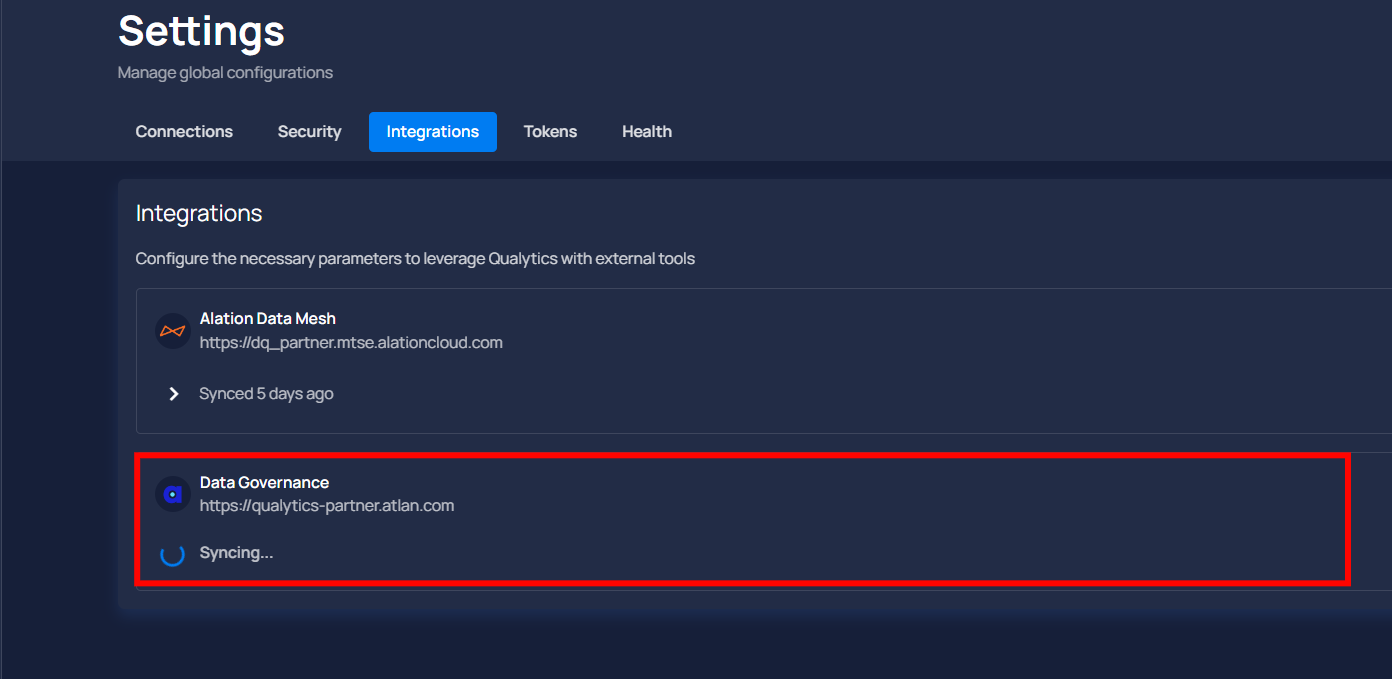 Settings
Manage global configurations
Connections Security Integrations Tokens Health
Integrations
Configure the necessary parameters to leverage Qualytics with external tools
Alation Data Mesh
https://dq_partner.mtse.alationcloud.com
Synced 5 days ago
Data Governance
https://qualytics-partner.atlan.com
Syncing...